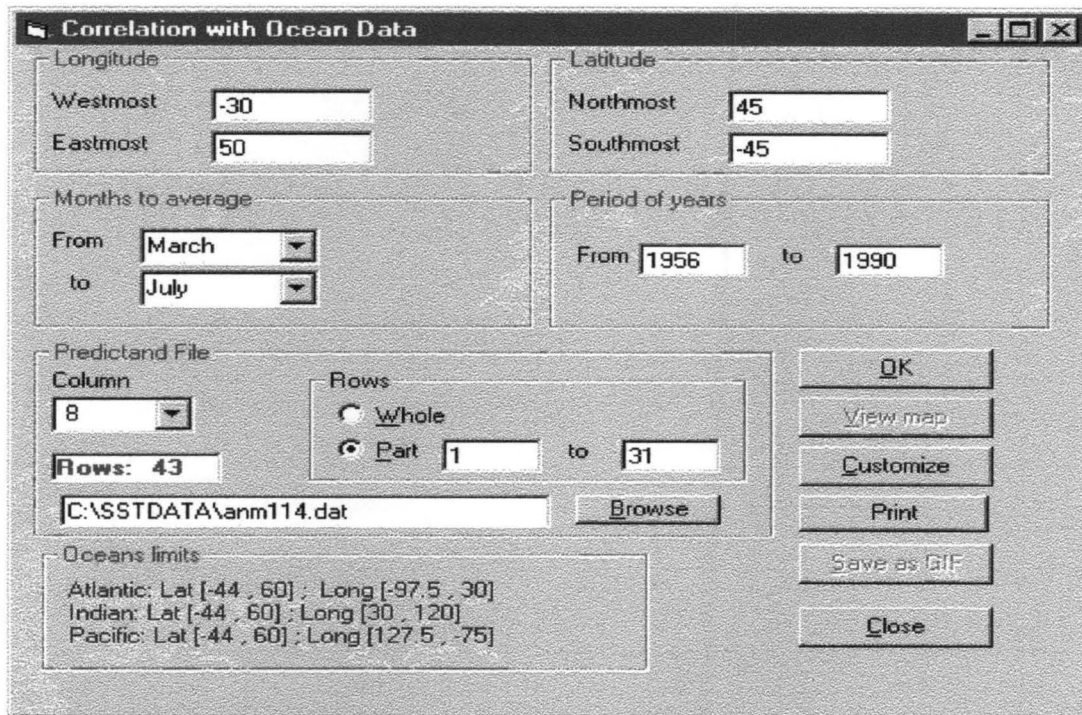 Correlation with Ocean Data
Longitude
Westmost -30
Eastmost 50
Latitude
Northmost 45
Southmost -45
Months to average
From March
to July
Period of years
From 1956 to 1990
Predictand File
Column
8
Rows: 43
Rows
Whole
Part 1 to 31
C:\SSTDATA\anm114.dat Browse
OK
View map
Customize
Print
Save as GIF
Close
Oceans limits
Atlantic: Lat [-44 , 60] ; Long [-97.5 , 30]
Indian: Lat [-44 , 60] ; Long [30 , 120]
Pacific: Lat [-44 , 60] ; Long [127.5 , -75]